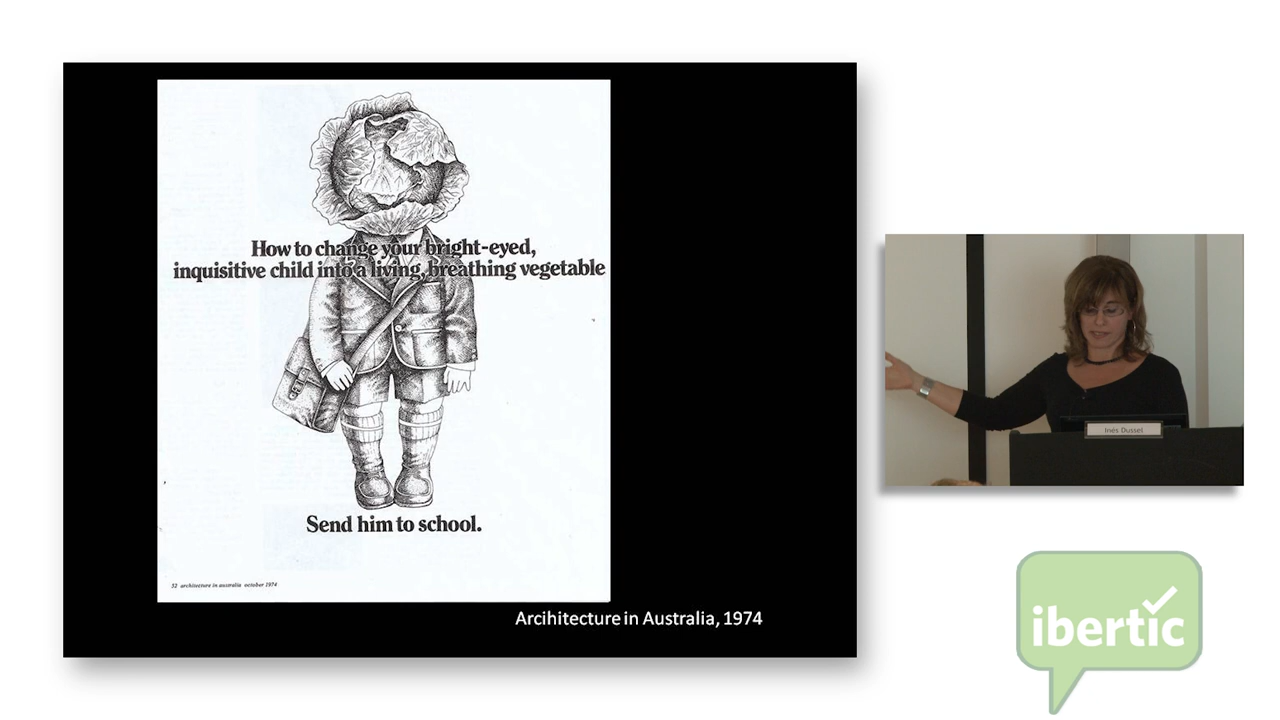 How to change your bright-eyed,
inquisitive child into a living, breathing vegetable
Send him to school.
52 architecture in australia october 1974
Arcihitecture in Australia, 1974
Inés Dussel
ibertic